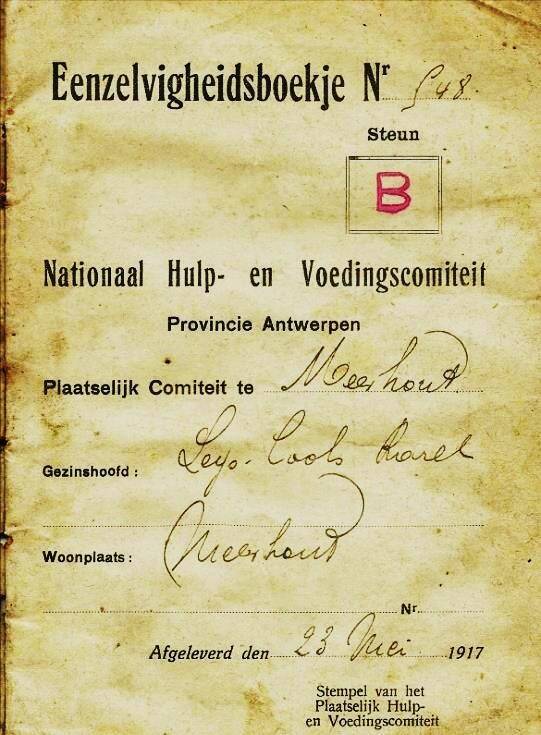 Eenzelvigheidsboekje Nr 548.
Steun
B
Nationaal Hulp- en Voedingscomiteit
Provincie Antwerpen
Plaatselijk Comiteit te Meerhout
Gezinshoofd: Leys-Cools Karel
Woonplaats: Meerhout
Nr.
Afgeleverd den 23 Mei 1917
Stempel van het
Plaatselijk Hulp-
en Voedingscomiteit